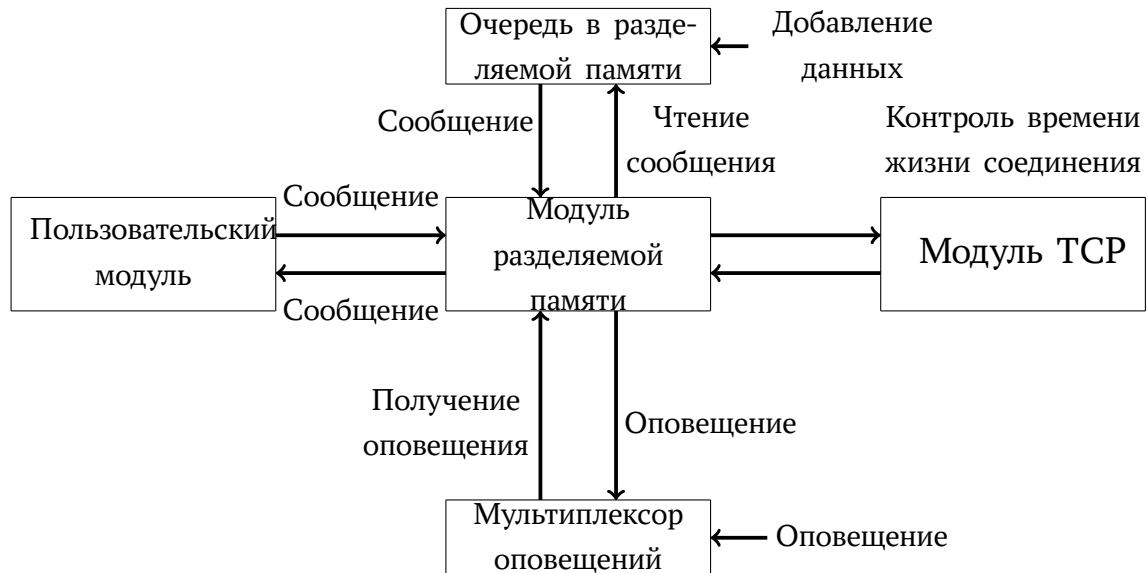 Очередь в разде-
ляемой памяти
Добавление
данных
Сообщение
Чтение
сообщения
Контроль времени
жизни соединения
Сообщение
Пользовательский
модуль
Модуль
разделяемой
памяти
Модуль TCP
Сообщение
Получение
оповещения
Оповещение
Мультиплексор
оповещений
Оповещение